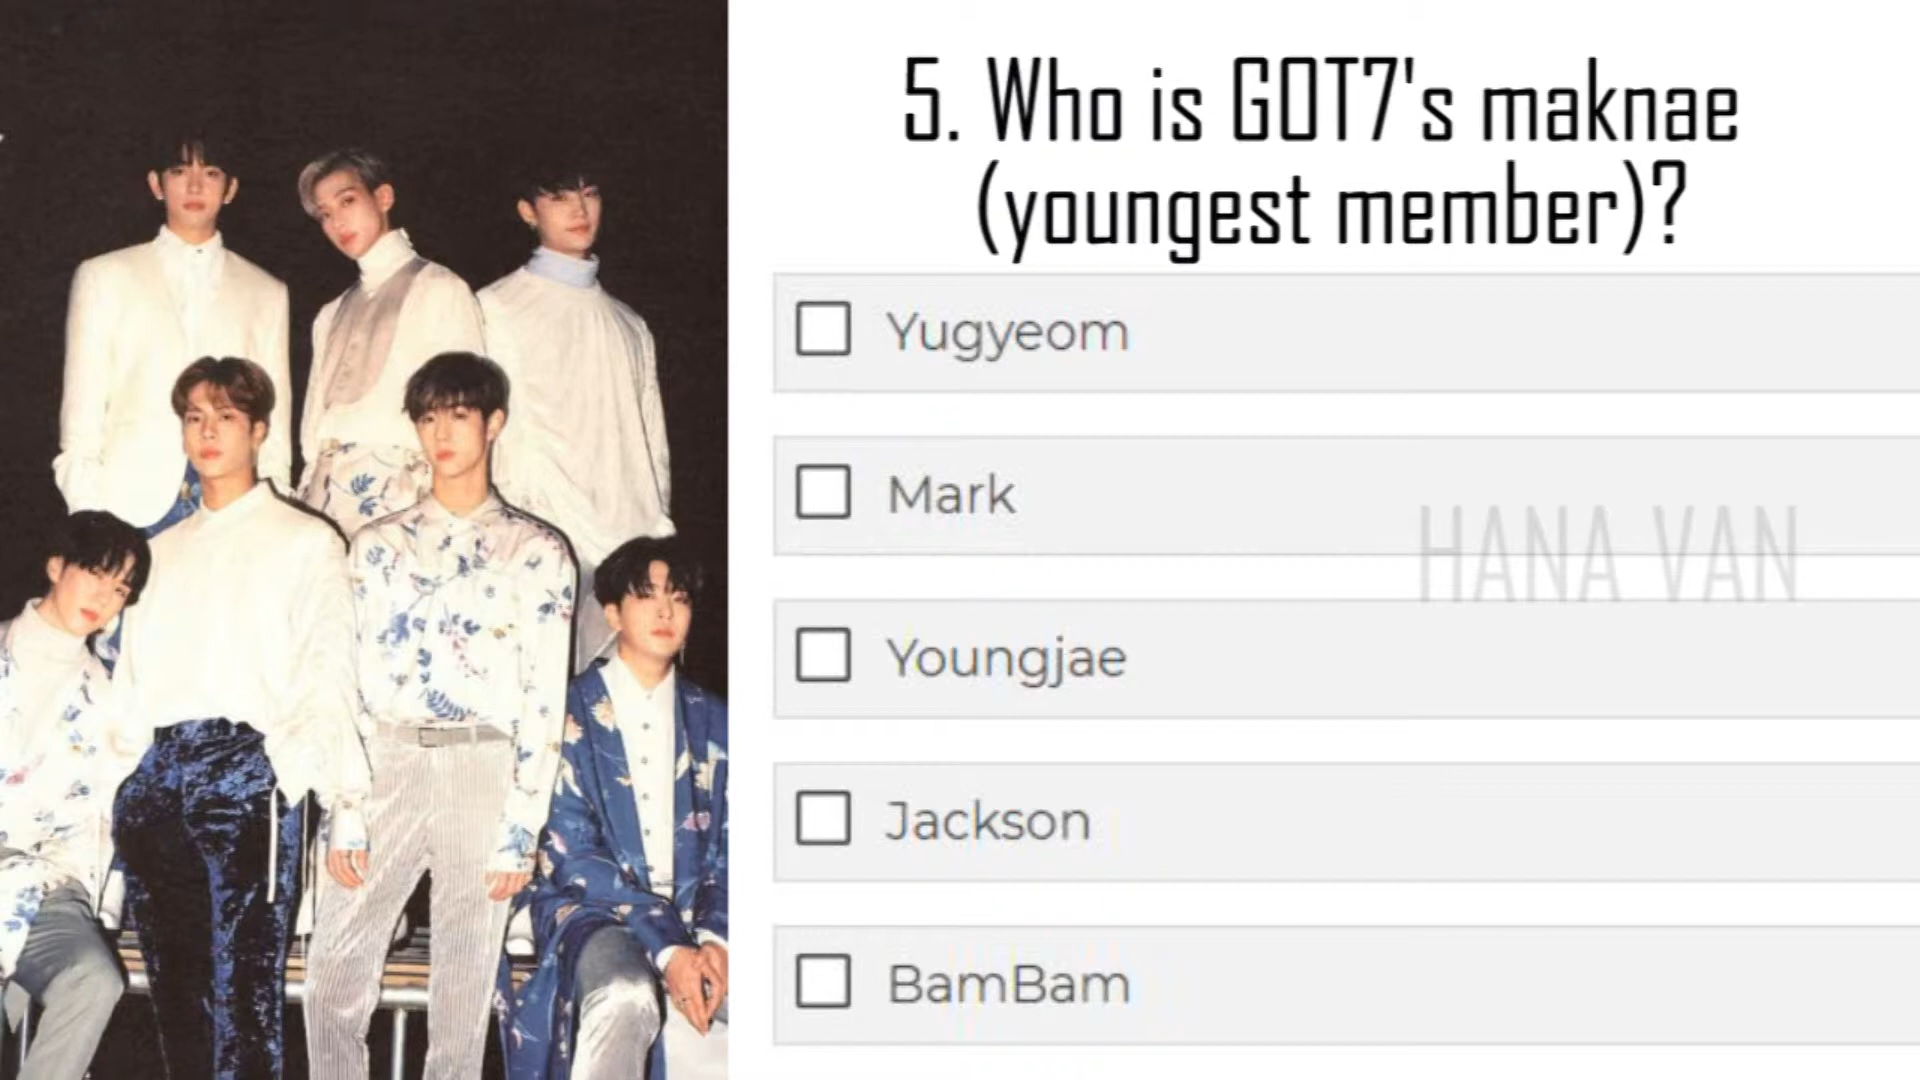 5. Who is GOT7's maknae
(youngest member)?
Yugyeom
Mark
HANA VAN
Youngjae
Jackson
BamBam